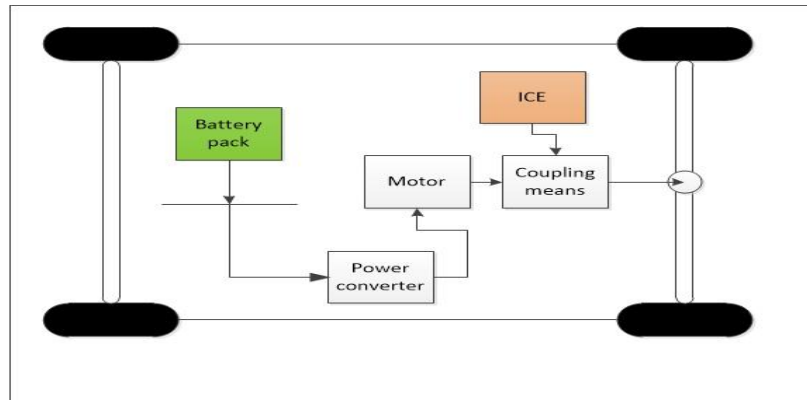 ICE
Battery
pack
Motor
Coupling
means
Power
converter